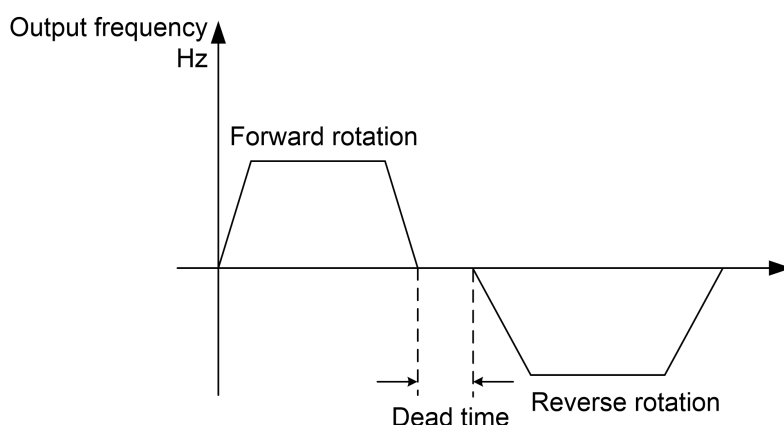 Output frequency
Hz
Forward rotation
Dead time
Reverse rotation